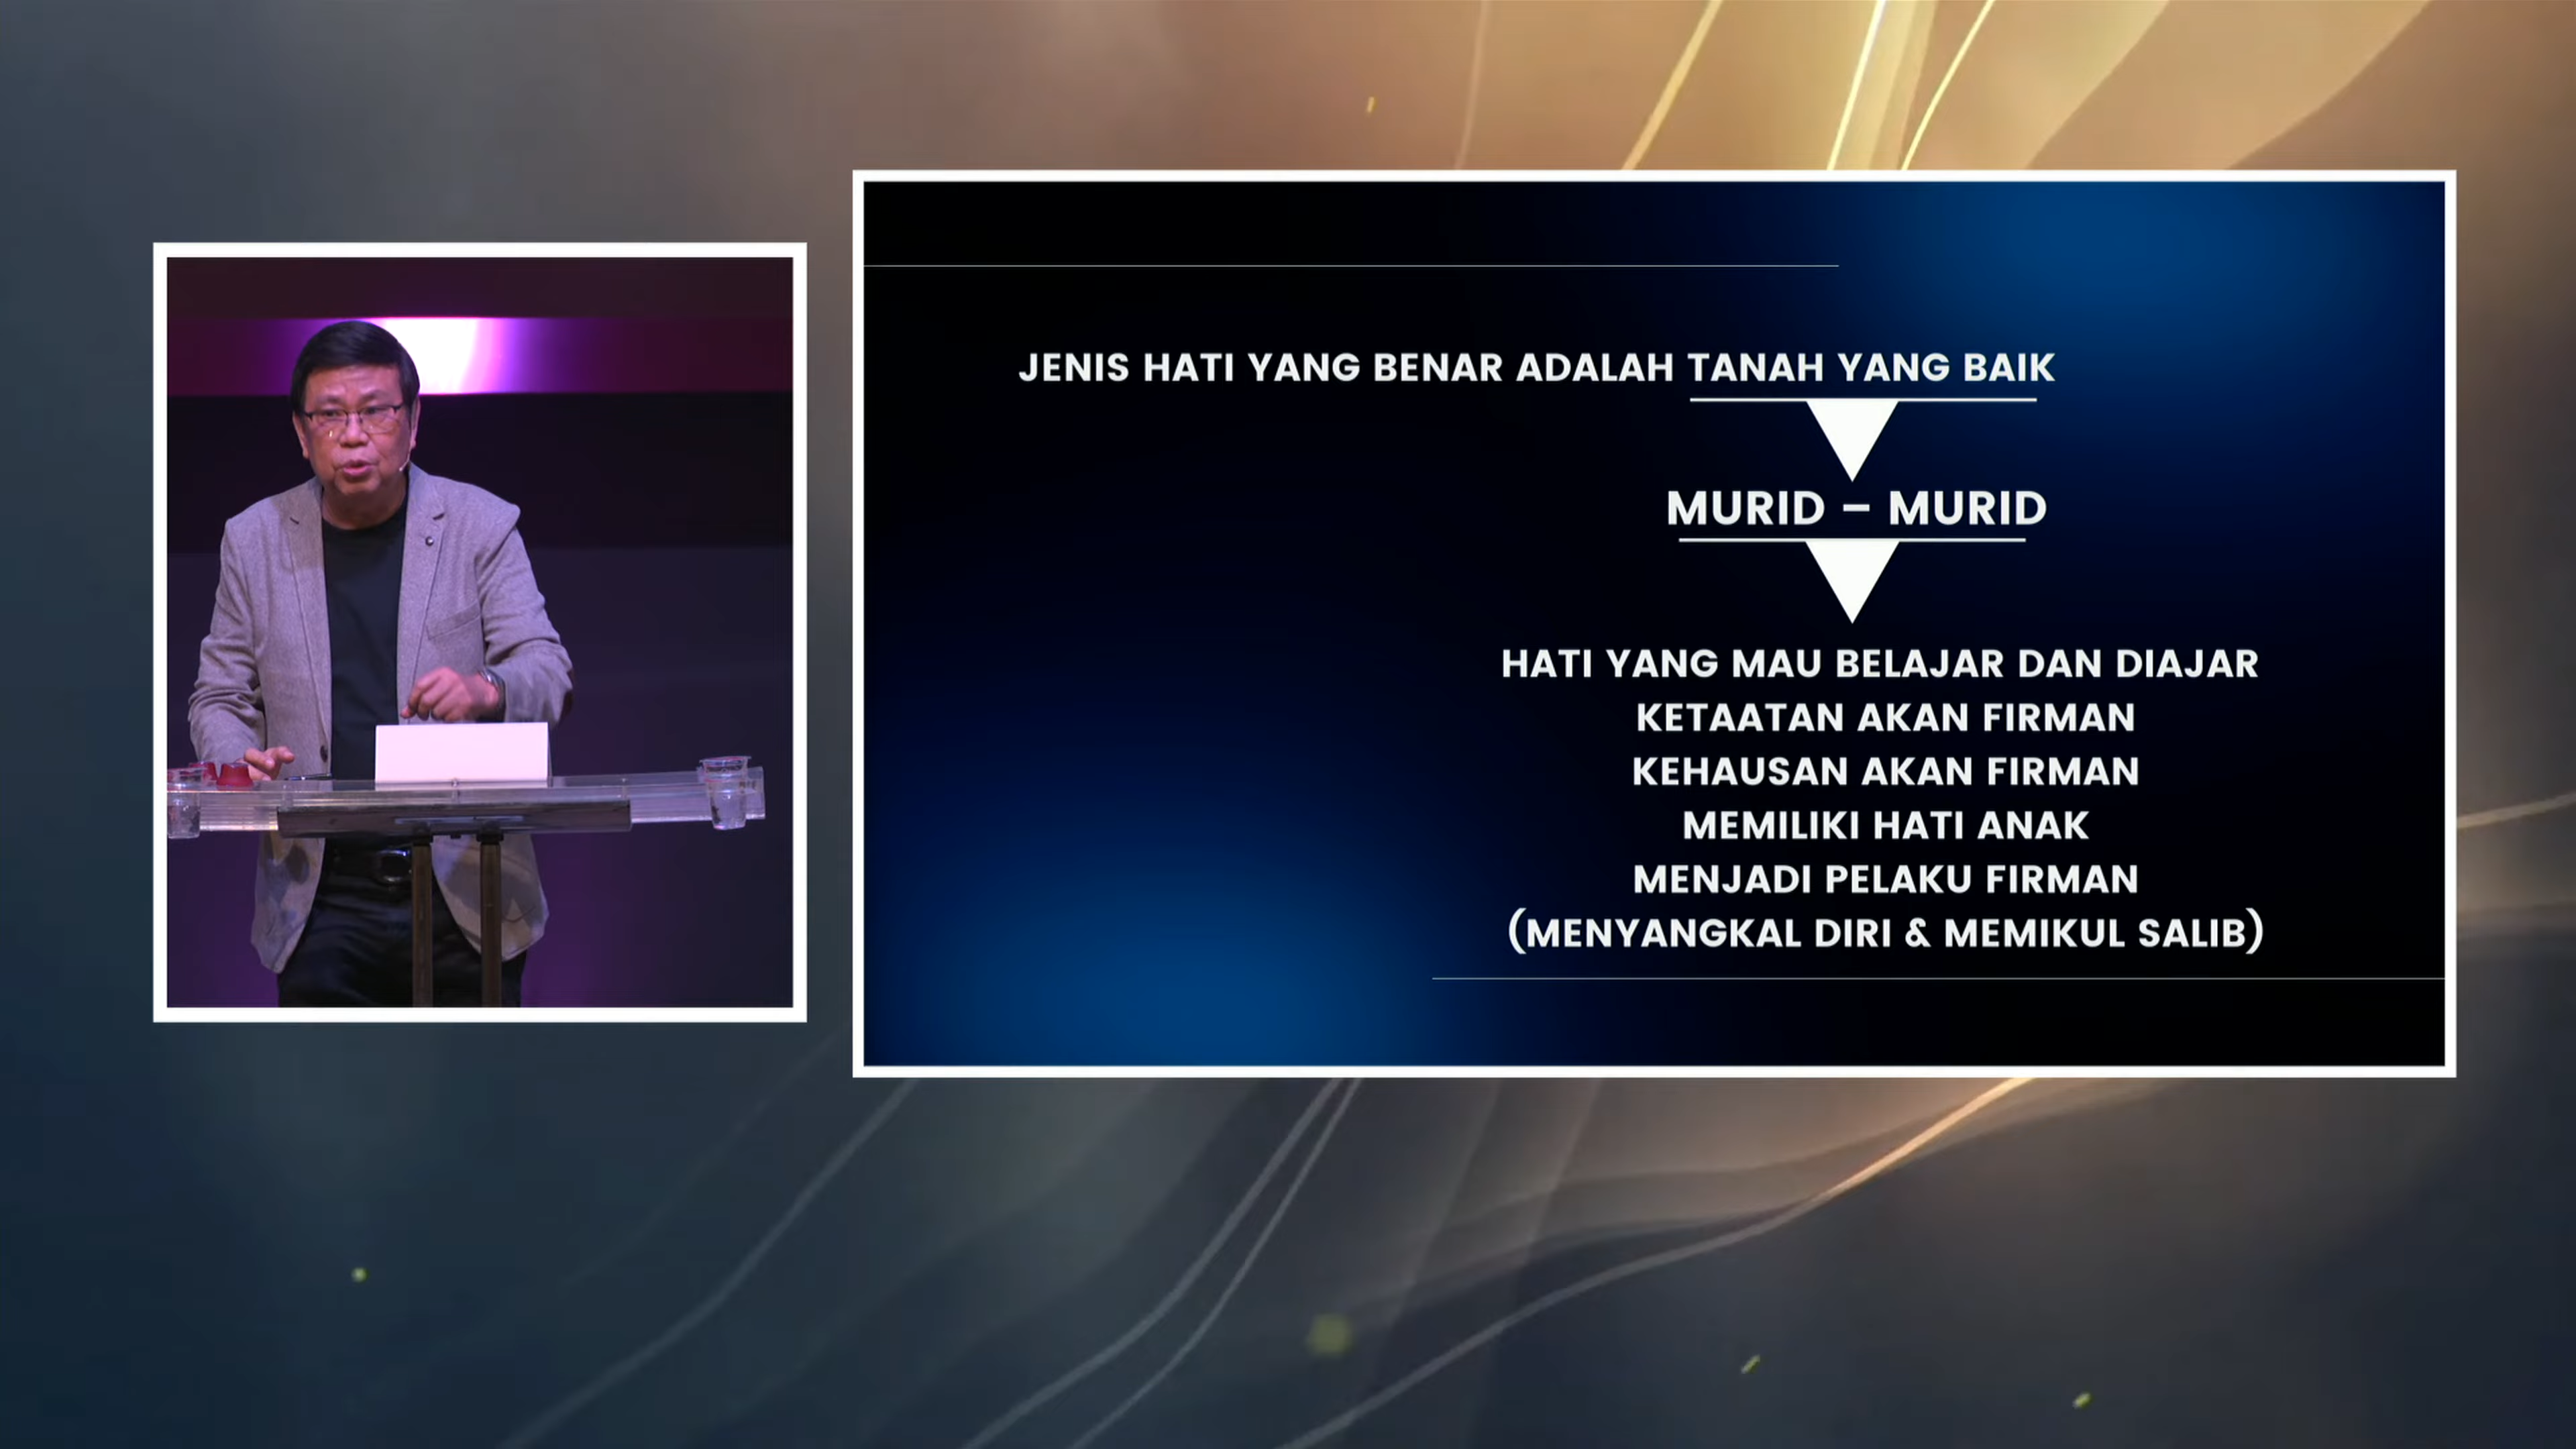 JENIS HATI YANG BENAR ADALAH TANAH YANG BAIK
MURID – MURID
HATI YANG MAU BELAJAR DAN DIAJAR
KETAATAN AKAN FIRMAN
KEHAUSAN AKAN FIRMAN
MEMILIKI HATI ANAK
MENJADI PELAKU FIRMAN
(MENYANGKAL DIRI & MEMIKUL SALIB)